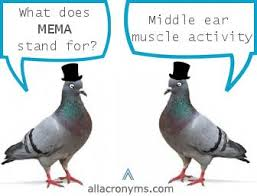 What does
MEMA
stand for?
Middle ear
muscle activity
allacronyms.com